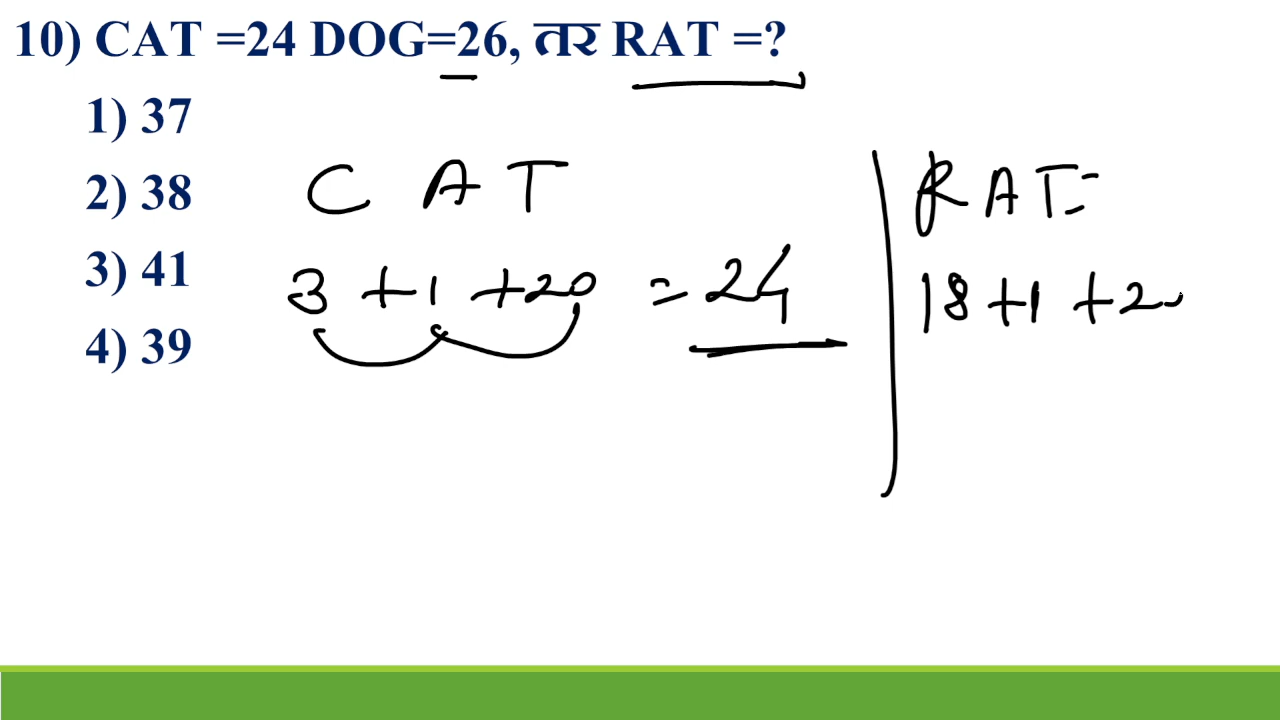 10) CAT =24 DOG=26, तर RAT =?
1) 37
2) 38
3) 41
4) 39
C A T
3 +1 +20 = 24
RAT=
18 +1 +2